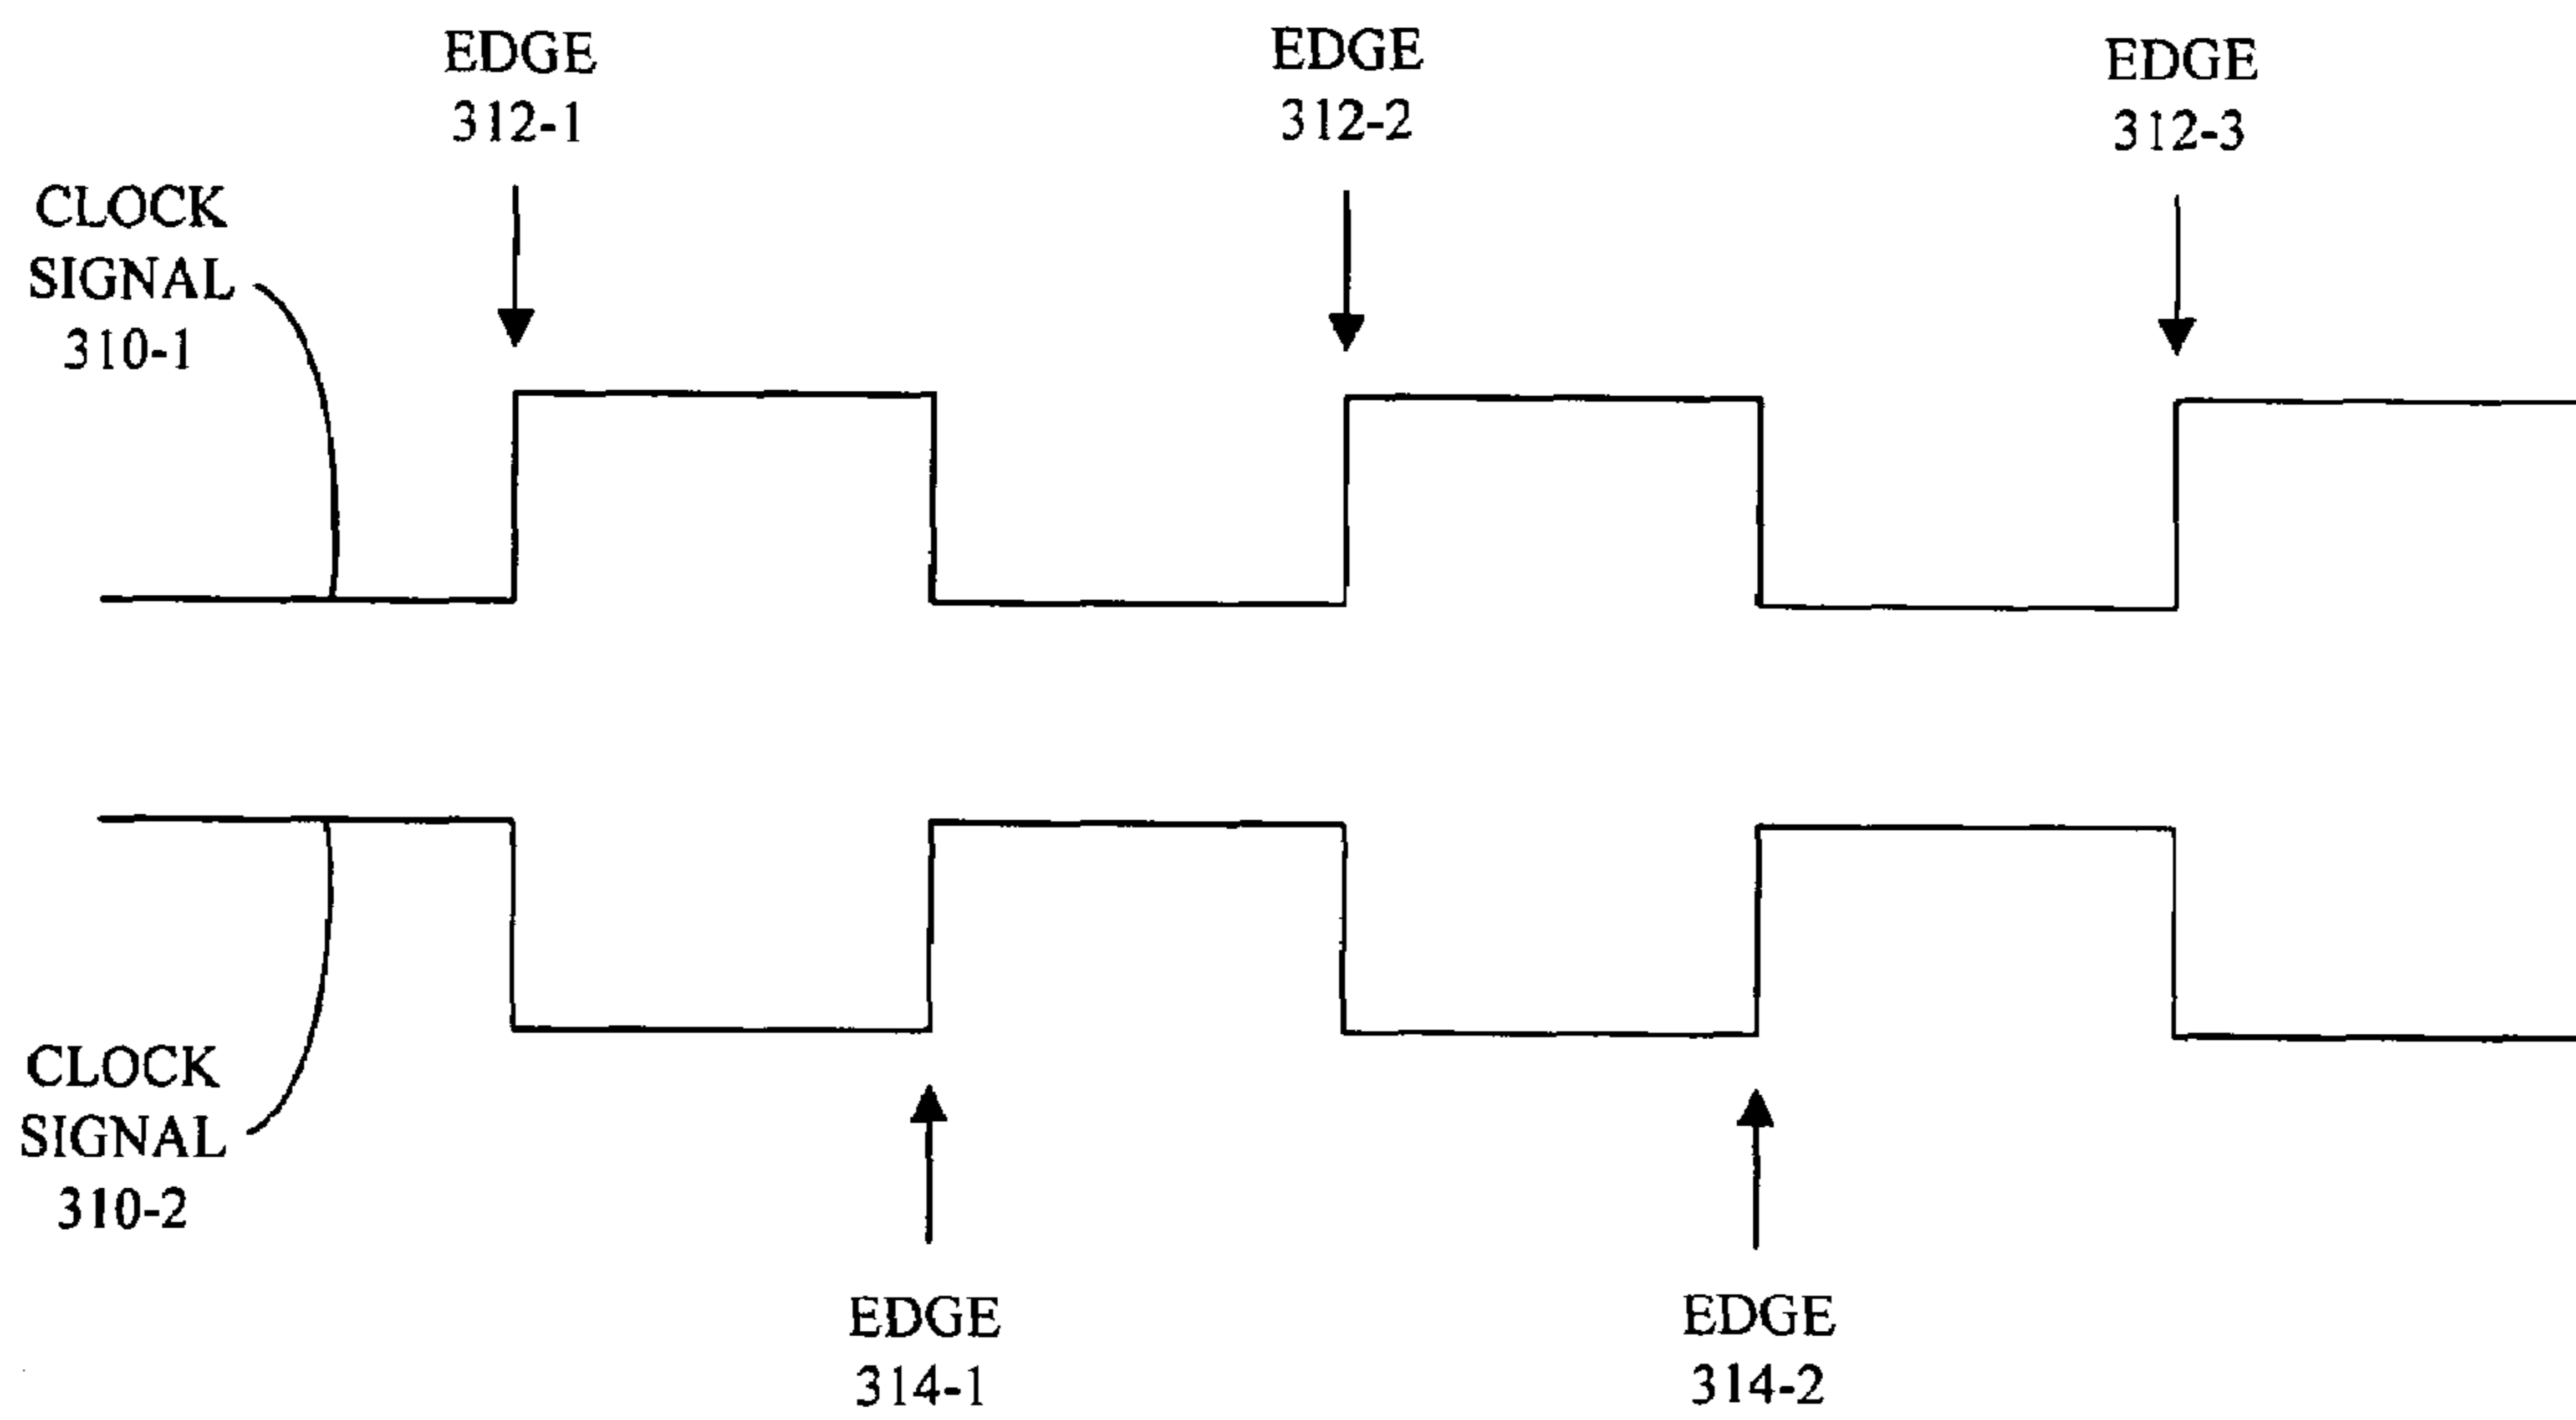 EDGE
312-1
EDGE
312-2
EDGE
312-3
CLOCK
SIGNAL
310-1
CLOCK
SIGNAL
310-2
EDGE
314-1
EDGE
314-2